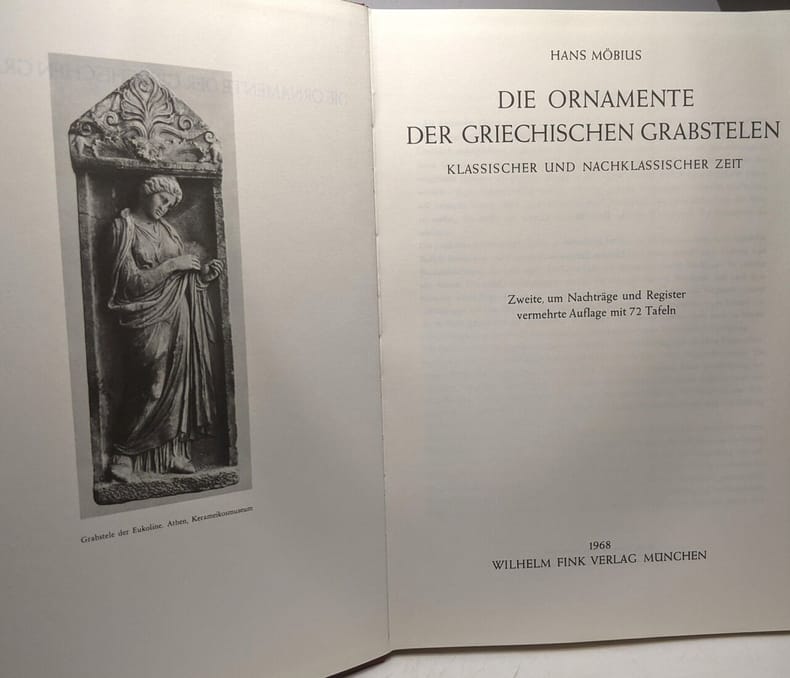 Grabstele der Eukoline. Athen, Kerameikosmuseum
HANS MÖBIUS
DIE ORNAMENTE
DER GRIECHISCHEN GRABSTELEN
KLASSISCHER UND NACHKLASSISCHER ZEIT
Zweite, um Nachträge und Register
vermehrte Auflage mit 72 Tafeln
1968
WILHELM FINK VERLAG MÜNCHEN